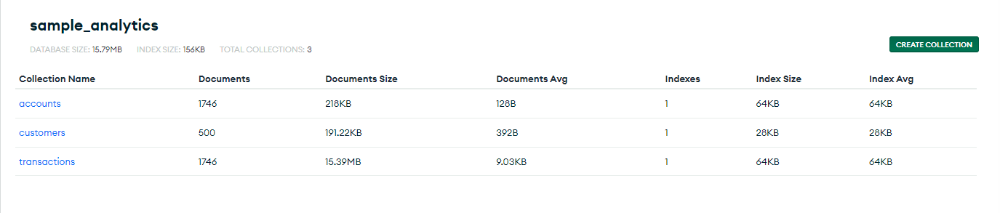 sample_analytics
DATABASE SIZE: 15.79MB INDEX SIZE: 156KB TOTAL COLLECTIONS: 3
CREATE COLLECTION
Collection Name Documents Documents Size Documents Avg Indexes Index Size Index Avg
accounts 1746 218KB 128B 1 64KB 64KB
customers 500 191.22KB 392B 1 28KB 28KB
transactions 1746 15.39MB 9.03KB 1 64KB 64KB